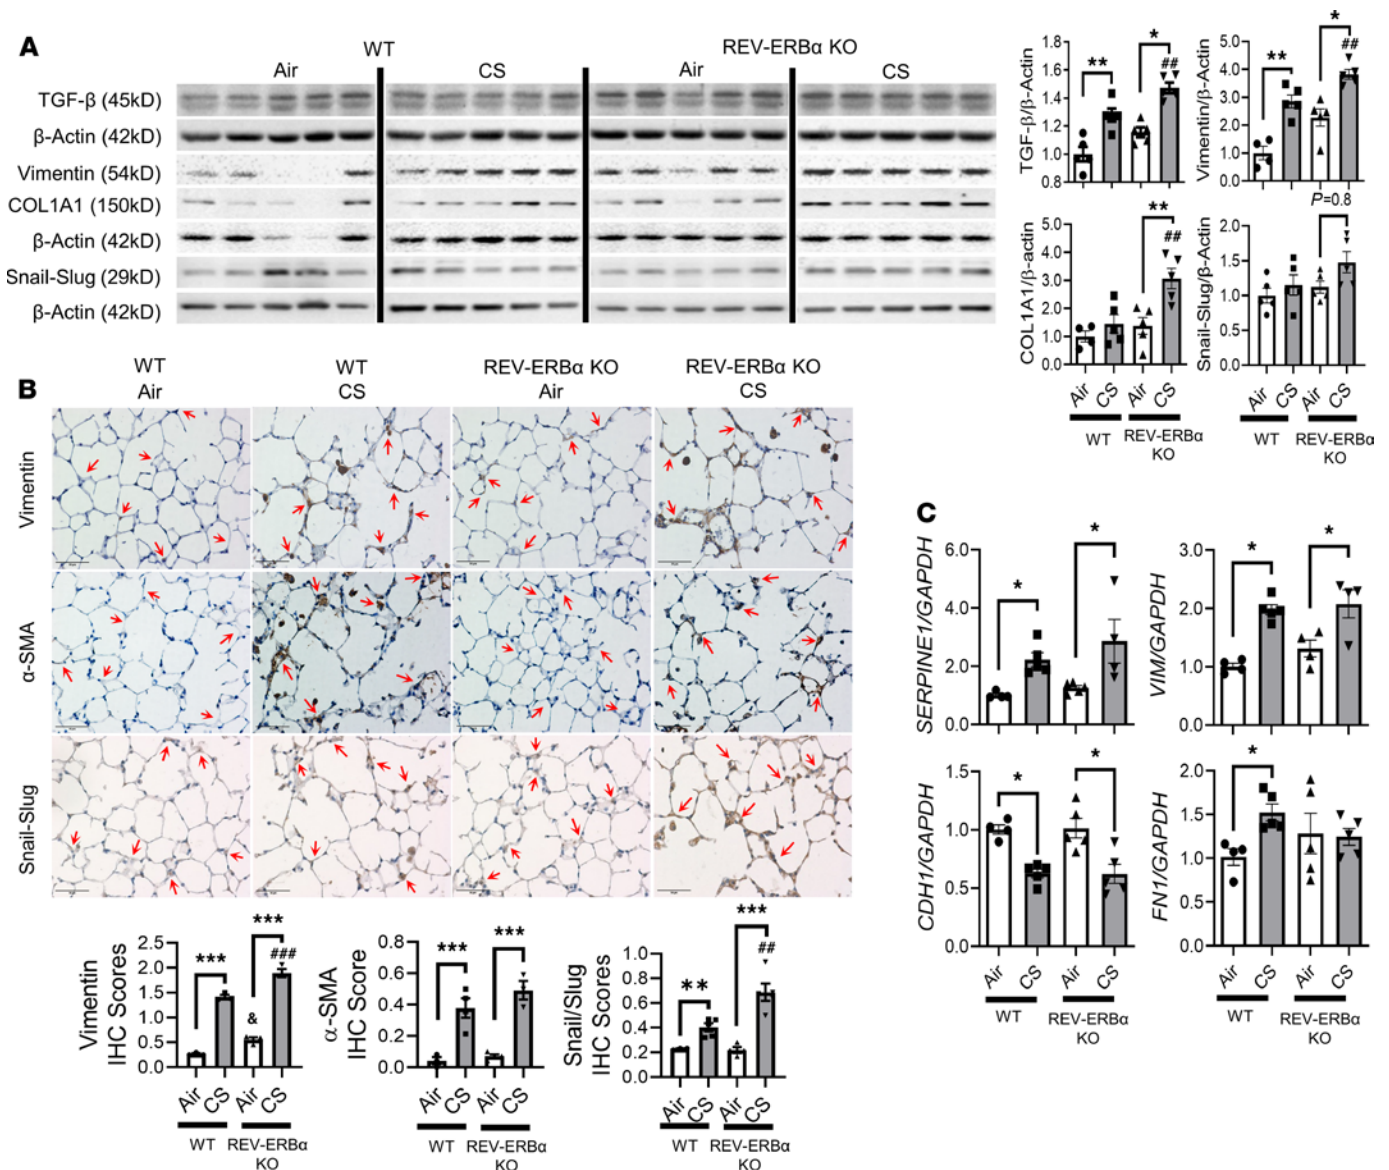 A
WT
REV-ERBα KO
Air
CS
Air
CS
TGF-β (45kD)
β-Actin (42kD)
Vimentin (54kD)
COL1A1 (150kD)
β-Actin (42kD)
Snail-Slug (29kD)
β-Actin (42kD)
TGF-β/β-Actin
1.8
1.6
1.4
1.2
1.0
0.8
**
*
##
Vimentin/β-Actin
5.0
4.0
3.0
2.0
1.0
0.0
**
*
##
COL1A1/β-actin
5.0
4.0
3.0
2.0
1.0
0.0
**
##
Air
CS
Air
CS
WT
REV-ERBα
KO
Snail-Slug/β-Actin
2.0
1.5
1.0
0.5
0.0
P=0.8
Air
CS
Air
CS
WT
REV-ERBα
KO
B
WT
Air
WT
CS
REV-ERBα KO
Air
REV-ERBα KO
CS
Vimentin
α-SMA
Snail-Slug
Vimentin
IHC Scores
2.5
2.0
1.5
1.0
0.5
0.0
***
&
***
###
Air
CS
Air
CS
WT
REV-ERBα
KO
α-SMA
IHC Score
0.8
0.6
0.4
0.2
0.0
***
***
Air
CS
Air
CS
WT
REV-ERBα
KO
Snail/Slug
IHC Scores
1.0
0.8
0.6
0.4
0.2
0.0
**
***
##
Air
CS
Air
CS
WT
REV-ERBα
KO
C
SERPINE1/GAPDH
6.0
4.0
2.0
0.0
*
*
VIM/GAPDH
3.0
2.0
1.0
0.0
*
*
CDH1/GAPDH
1.5
1.0
0.5
0.0
*
*
Air
CS
Air
CS
WT
REV-ERBα
KO
FN1/GAPDH
2.0
1.5
1.0
0.5
0.0
*
Air
CS
Air
CS
WT
REV-ERBα
KO